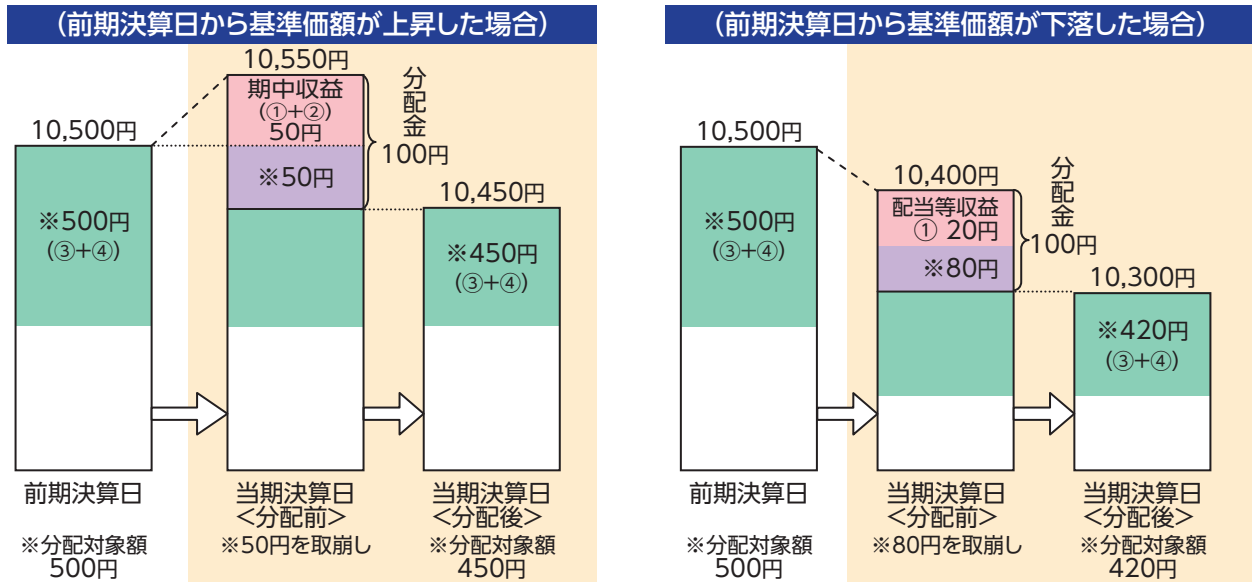 (前期決算日から基準価額が上昇した場合)
10,550円
期中収益
(①+②)
50円
※50円
分配金
100円
10,500円
※500円
(③+④)
10,450円
※450円
(③+④)
前期決算日
※分配対象額
500円
当期決算日
<分配前>
※50円を取崩し
当期決算日
<分配後>
※分配対象額
450円
(前期決算日から基準価額が下落した場合)
10,500円
※500円
(③+④)
10,400円
配当等収益
① 20円
※80円
分配金
100円
10,300円
※420円
(③+④)
前期決算日
※分配対象額
500円
当期決算日
<分配前>
※80円を取崩し
当期決算日
<分配後>
※分配対象額
420円